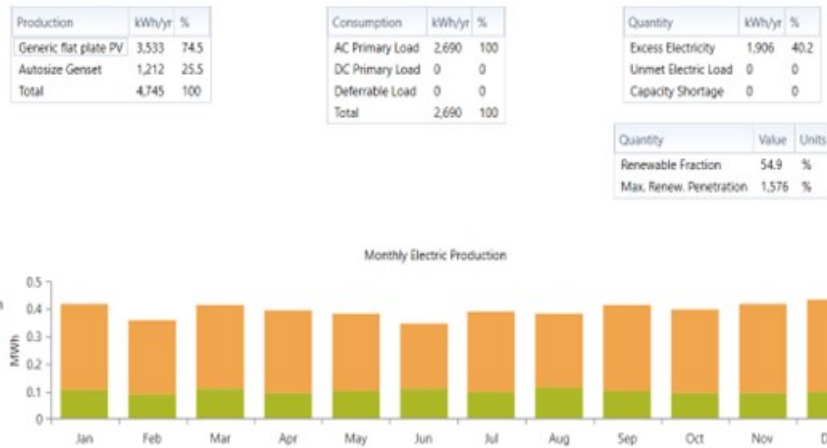 Production kWh/yr %
Generic flat plate PV 3,533 74.5
Autosize Genset 1,212 25.5
Total 4,745 100
Consumption kWh/yr %
AC Primary Load 2,690 100
DC Primary Load 0 0
Deferrable Load 0 0
Total 2,690 100
Quantity kWh/yr %
Excess Electricity 1,906 40.2
Unmet Electric Load 0 0
Capacity Shortage 0 0
Quantity Value Units
Renewable Fraction 54.9 %
Max. Renew. Penetration 1,576 %
Monthly Electric Production
MWh
0.5
0.4
0.3
0.2
0.1
0
Jan Feb Mar Apr May Jun Jul Aug Sep Oct Nov